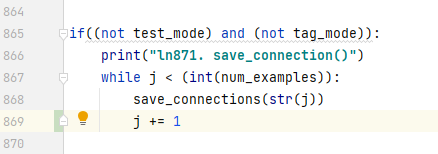 864
865 if((not test_mode) and (not tag_mode)):
866     print("ln871. save_connection()")
867     while j < (int(num_examples)):
868         save_connections(str(j))
869         j += 1
870